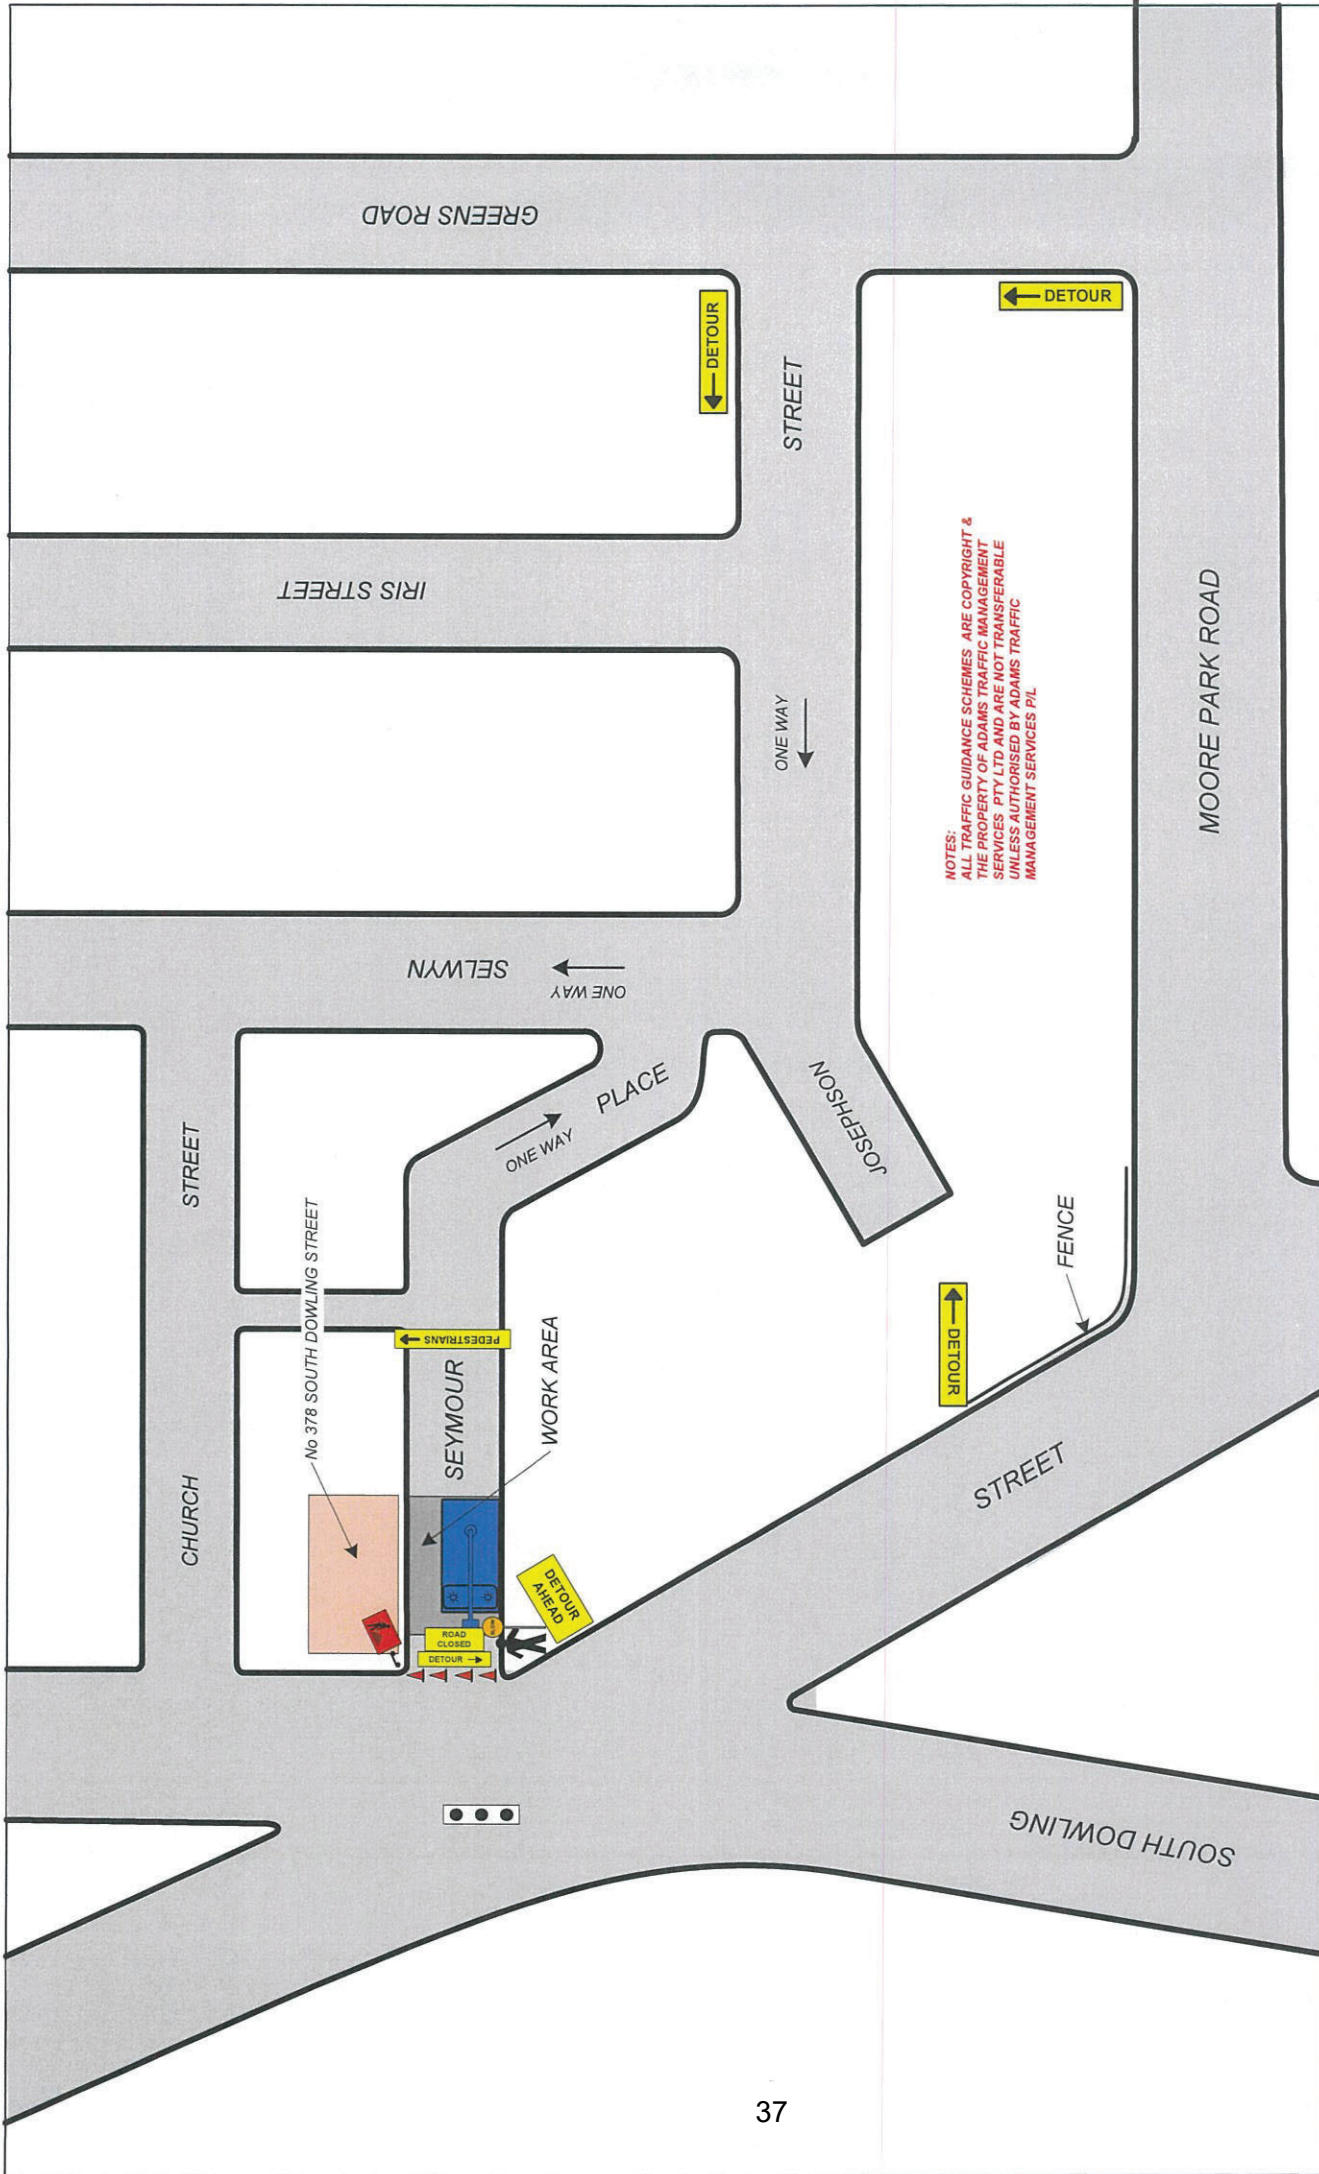 GREENS ROAD
← DETOUR
← DETOUR
STREET
IRIS STREET
ONE WAY
NOTES:
ALL TRAFFIC GUIDANCE SCHEMES ARE COPYRIGHT &
THE PROPERTY OF ADAMS TRAFFIC MANAGEMENT
SERVICES PTY LTD AND ARE NOT TRANSFERABLE
UNLESS AUTHORISED BY ADAMS TRAFFIC
MANAGEMENT SERVICES P/L
MOORE PARK ROAD
SELWYN
ONE WAY
STREET
PLACE
ONE WAY
JOSEPHSON
No 378 SOUTH DOWLING STREET
FENCE
PEDESTRIANS →
← DETOUR
SEYMOUR
WORK AREA
STREET
CHURCH
DETOUR
AHEAD
ROAD
CLOSED
DETOUR →
SOUTH DOWLING
37